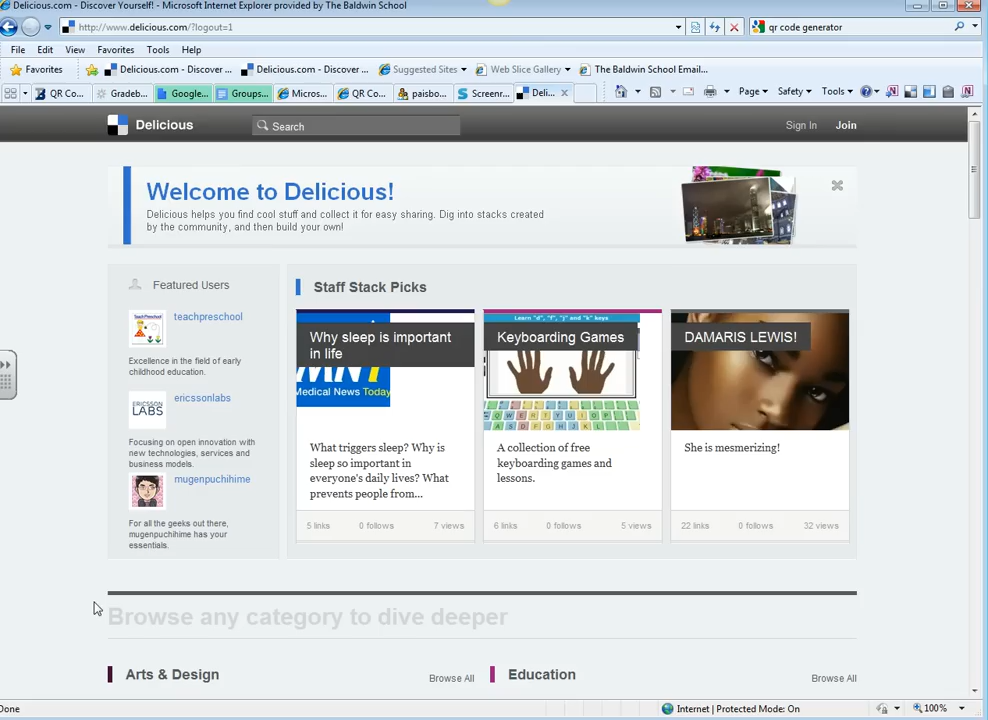 Delicious.com - Discover Yourself! - Microsoft Internet Explorer provided by The Baldwin School
http://www.delicious.com/?logout=1
qr code generator
File Edit View Favorites Tools Help
Favorites Delicious.com - Discover ... Delicious.com - Discover ... Suggested Sites Web Slice Gallery The Baldwin School Email...
QR Co... Gradeb... Google... Groups... Micros... QR Co... paisbo... Screenr... Deli... Page Safety Tools
Delicious Search Sign In Join
Welcome to Delicious!
Delicious helps you find cool stuff and collect it for easy sharing. Dig into stacks created
by the community, and then build your own!
Featured Users
teachpreschool
Excellence in the field of early
childhood education.
ericssonlabs
ERICSSON
LABS
Focusing on open innovation with
new technologies, services and
business models.
mugenpuchihime
For all the geeks out there,
mugenpuchihime has your
essentials.
Staff Stack Picks
Why sleep is important
in life
Medical News Today
What triggers sleep? Why is
sleep so important in
everyone's daily lives? What
prevents people from...
5 links 0 follows 7 views
Learn "d", "f", "j" and "k" keys
Keyboarding Games
A collection of free
keyboarding games and
lessons.
6 links 0 follows 5 views
DAMARIS LEWIS!
She is mesmerizing!
22 links 0 follows 32 views
Browse any category to dive deeper
Arts & Design Browse All
Education Browse All
Done Internet | Protected Mode: On 100%